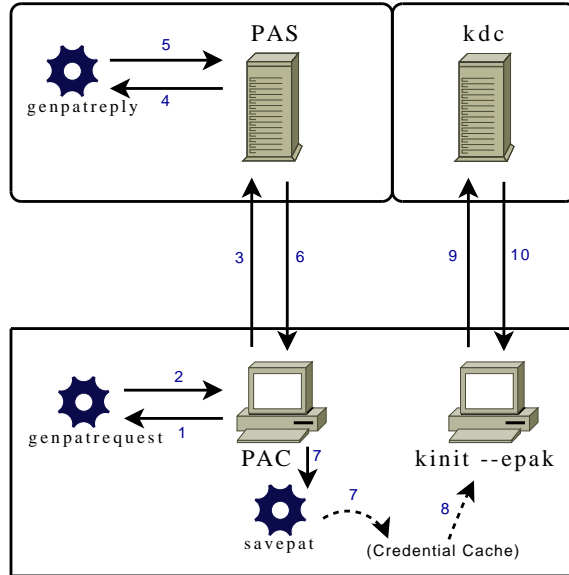 PAS
kdc
5
4
genpatreply
3
6
9
10
2
1
genpatrequest
PAC
7
kinit --epak
7
8
savepat
(Credential Cache)